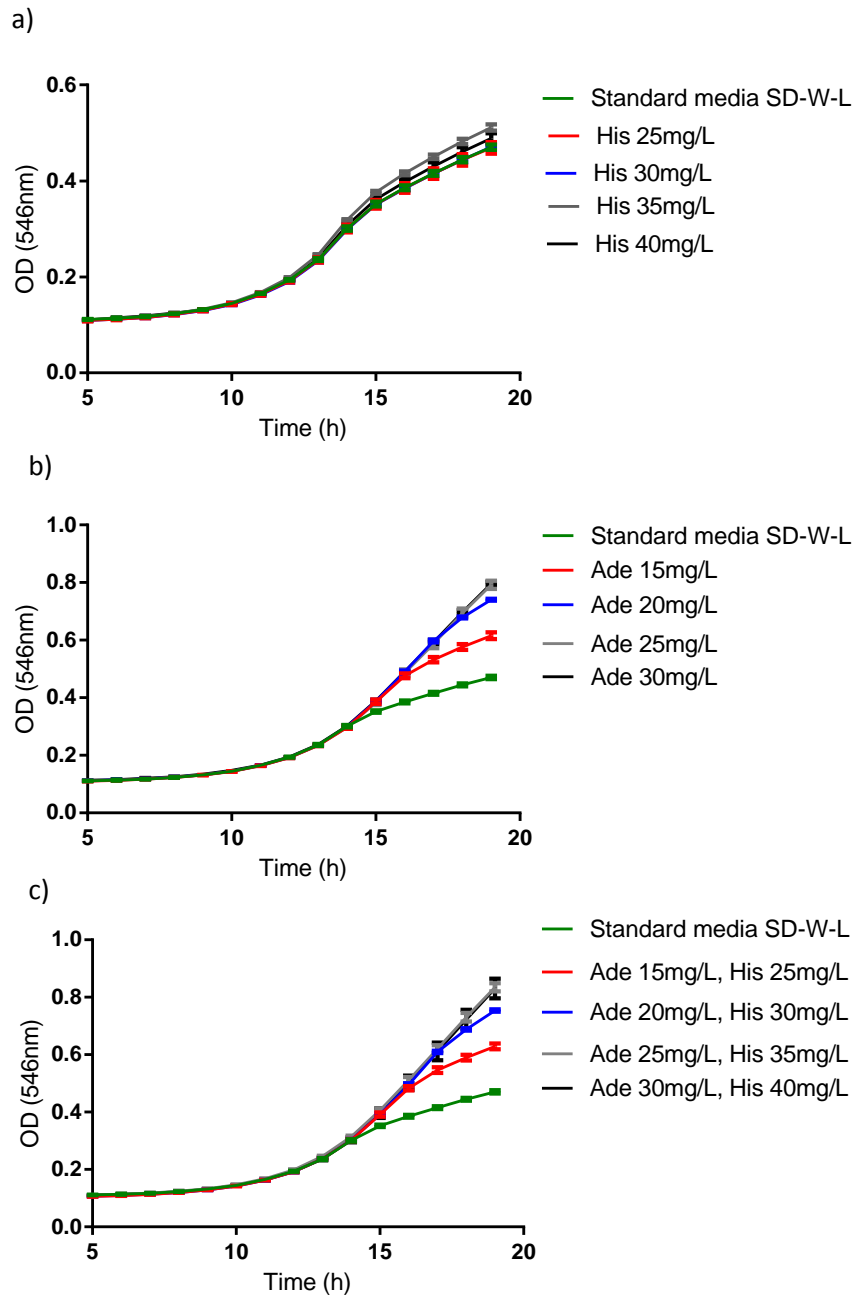 a)
0.6
0.4
0.2
0.0
OD (546nm)
5
10
15
20
Time (h)
Standard media SD-W-L
His 25mg/L
His 30mg/L
His 35mg/L
His 40mg/L
b)
1.0
0.8
0.6
0.4
0.2
0.0
OD (546nm)
5
10
15
20
Time (h)
Standard media SD-W-L
Ade 15mg/L
Ade 20mg/L
Ade 25mg/L
Ade 30mg/L
c)
1.0
0.8
0.6
0.4
0.2
0.0
OD (546nm)
5
10
15
20
Time (h)
Standard media SD-W-L
Ade 15mg/L, His 25mg/L
Ade 20mg/L, His 30mg/L
Ade 25mg/L, His 35mg/L
Ade 30mg/L, His 40mg/L